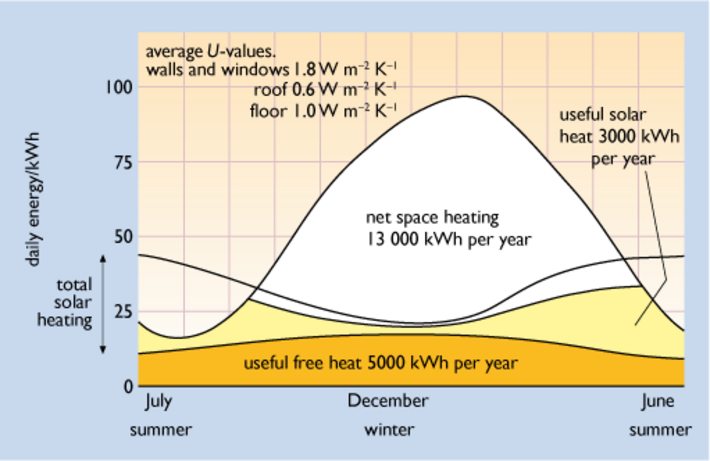 average U-values.
walls and windows 1.8 W m⁻² K⁻¹
roof 0.6 W m⁻² K⁻¹
floor 1.0 W m⁻² K⁻¹
useful solar
heat 3000 kWh
per year
daily energy/kWh
100
75
50
25
0
net space heating
13 000 kWh per year
total
solar
heating
useful free heat 5000 kWh per year
July
summer
December
winter
June
summer